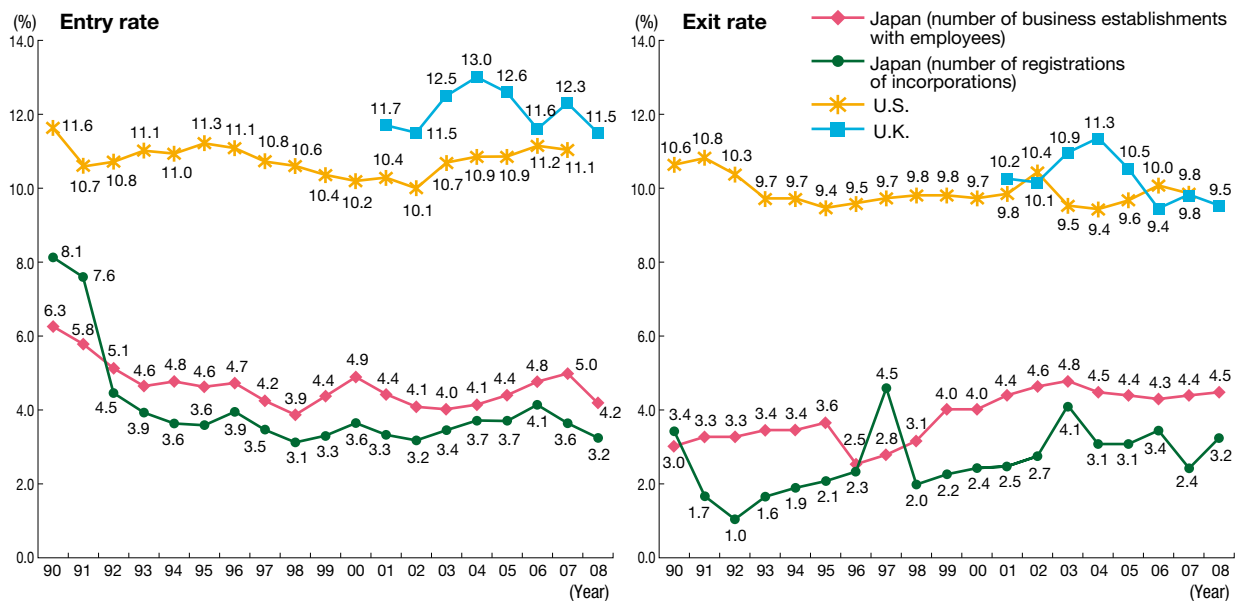 (%)
Entry rate
14.0
12.0
10.0
8.0
6.0
4.0
2.0
0.0
11.7 11.5 12.5 13.0 12.6 11.6 12.3 11.5
11.6 10.7 10.8 11.1 11.0 11.3 11.1 10.8 10.6 10.4 10.2 10.4 10.1 10.7 10.9 10.9 11.2 11.1
8.1 7.6 4.5 3.9 3.6 3.6 3.9 3.5 3.1 3.3 3.6 3.3 3.2 3.4 3.7 3.7 4.1 3.6 3.2
6.3 5.8 5.1 4.6 4.8 4.6 4.7 4.2 3.9 4.4 4.9 4.4 4.1 4.0 4.1 4.4 4.8 5.0 4.2
90 91 92 93 94 95 96 97 98 99 00 01 02 03 04 05 06 07 08
(Year)
(%)
Exit rate
Japan (number of business establishments
with employees)
Japan (number of registrations
of incorporations)
U.S.
U.K.
14.0
12.0
10.0
8.0
6.0
4.0
2.0
0.0
10.2 10.1 10.9 11.3 10.5 9.4 9.8 9.5
10.6 10.8 10.3 9.7 9.7 9.4 9.5 9.7 9.8 9.8 9.7 9.8 10.4 9.5 9.4 9.6 10.0 9.8
3.0 3.3 3.3 3.4 3.4 3.6 2.5 2.8 3.1 4.0 4.0 4.4 4.6 4.8 4.5 4.4 4.3 4.4 4.5
3.4 1.7 1.0 1.6 1.9 2.1 2.3 4.5 2.0 2.2 2.4 2.5 2.7 4.1 3.1 3.1 3.4 2.4 3.2
90 91 92 93 94 95 96 97 98 99 00 01 02 03 04 05 06 07 08
(Year)